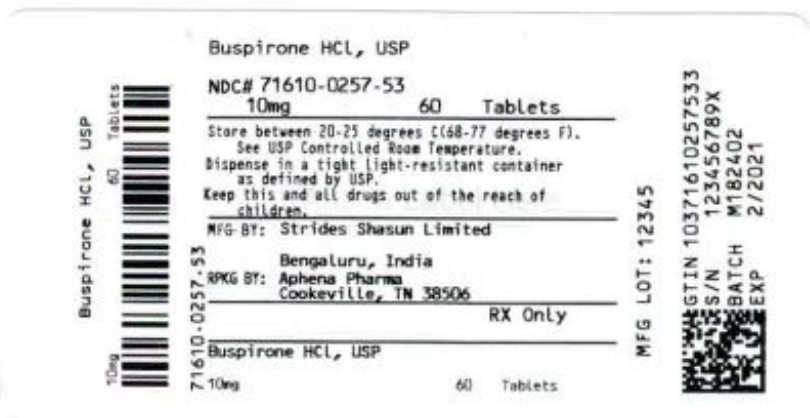 Buspirone HCl, USP
10mg 60 Tablets
71610-0257-53
Buspirone HCl, USP
NDC# 71610-0257-53
10mg 60 Tablets
Store between 20-25 degrees C(68-77 degrees F).
See USP Controlled Room Temperature.
Dispense in a tight light-resistant container
as defined by USP.
Keep this and all drugs out of the reach of
children.
MFG BY: Strides Shasun Limited
Bengaluru, India
RPKG BY: Aphena Pharma
Cookeville, TN 38506
RX Only
Buspirone HCl, USP
10mg 60 Tablets
MFG LOT: 12345
GTIN 10371610257533
S/N 123456789X
BATCH M182402
EXP 2/2021